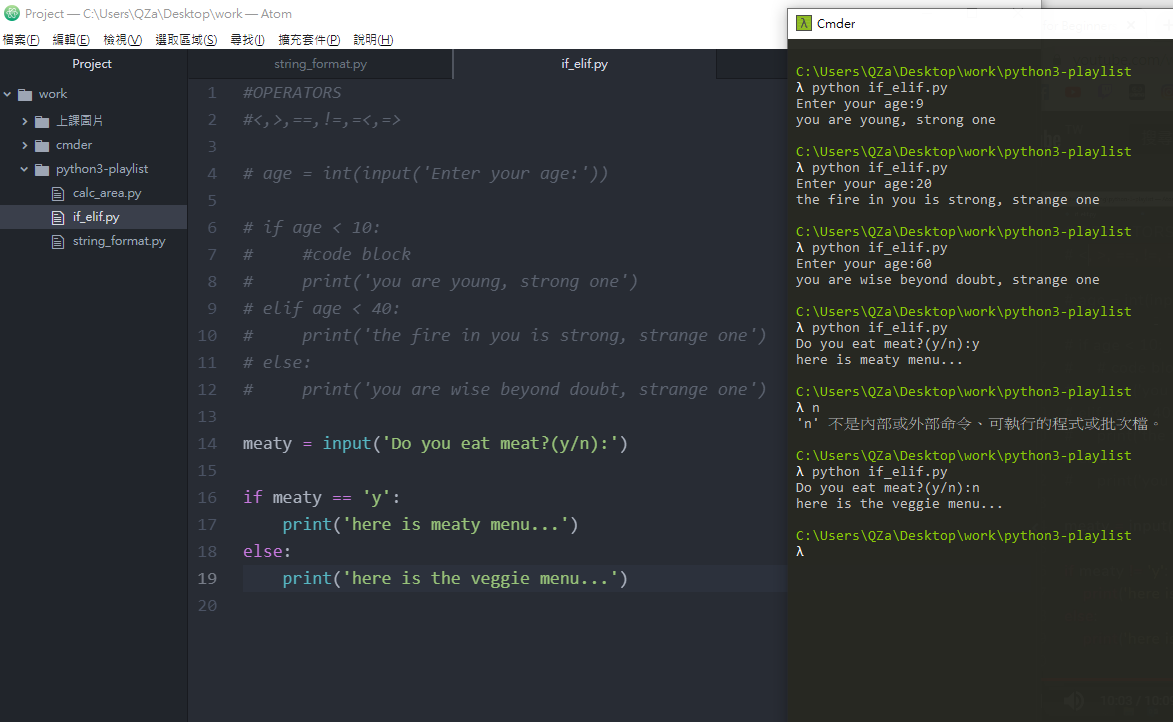 Project — C:\Users\QZa\Desktop\work — Atom
檔案(F) 編輯(E) 檢視(V) 選取區域(S) 尋找(I) 擴充套件(P) 說明(H)
Project
work
上課圖片
cmder
python3-playlist
calc_area.py
if_elif.py
string_format.py
string_format.py if_elif.py
1 #OPERATORS
2 #<,>,==,!=,=<,=>
3
4 # age = int(input('Enter your age:'))
5
6 # if age < 10:
7 #     #code block
8 #     print('you are young, strong one')
9 # elif age < 40:
10 #     print('the fire in you is strong, strange one')
11 # else:
12 #     print('you are wise beyond doubt, strange one')
13
14 meaty = input('Do you eat meat?(y/n):')
15
16 if meaty == 'y':
17     print('here is meaty menu...')
18 else:
19     print('here is the veggie menu...')
20
Cmder
C:\Users\QZa\Desktop\work\python3-playlist
λ python if_elif.py
Enter your age:9
you are young, strong one
C:\Users\QZa\Desktop\work\python3-playlist
λ python if_elif.py
Enter your age:20
the fire in you is strong, strange one
C:\Users\QZa\Desktop\work\python3-playlist
λ python if_elif.py
Enter your age:60
you are wise beyond doubt, strange one
C:\Users\QZa\Desktop\work\python3-playlist
λ python if_elif.py
Do you eat meat?(y/n):y
here is meaty menu...
C:\Users\QZa\Desktop\work\python3-playlist
λ n
'n' 不是內部或外部命令、可執行的程式或批次檔。
C:\Users\QZa\Desktop\work\python3-playlist
λ python if_elif.py
Do you eat meat?(y/n):n
here is the veggie menu...
C:\Users\QZa\Desktop\work\python3-playlist
λ